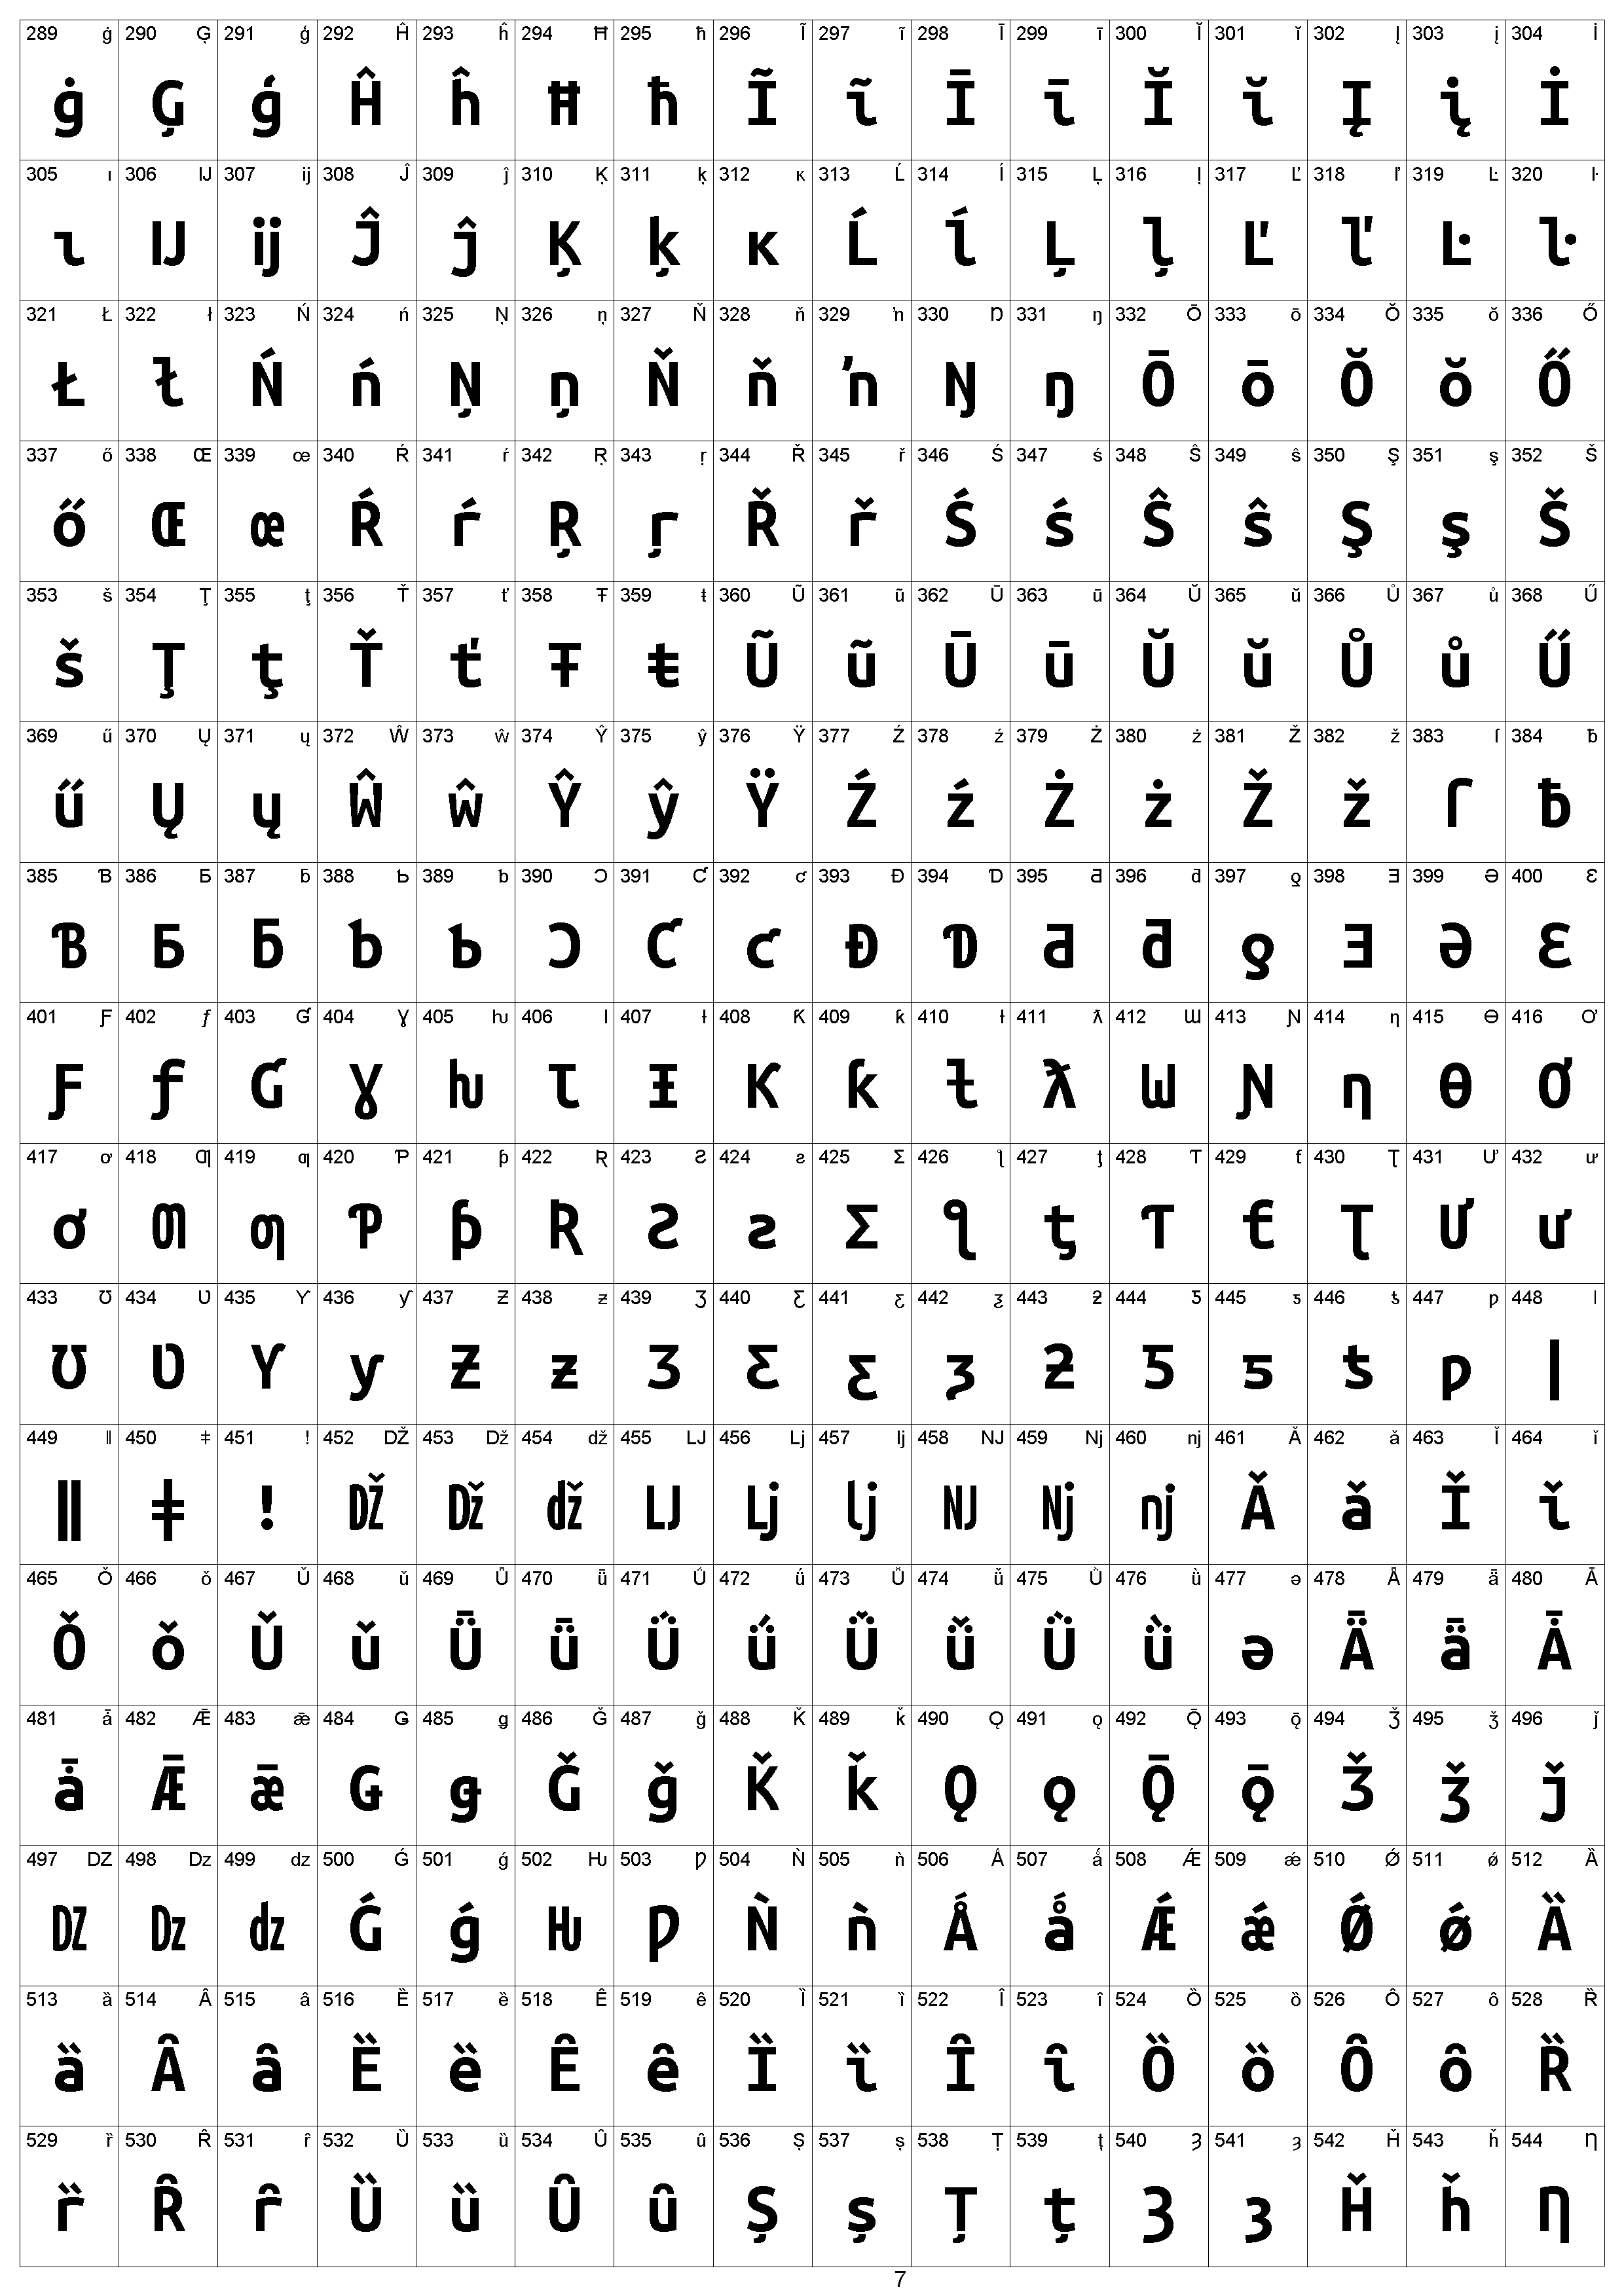 289 ġ 290 Ģ 291 ģ 292 Ĥ 293 ĥ 294 Ħ 295 ħ 296 Ĩ 297 ĩ 298 Ī 299 ī 300 Ĭ 301 ĭ 302 Į 303 į 304 İ
ġ Ģ ģ Ĥ ĥ Ħ ħ Ĩ ĩ Ī ī Ĭ ĭ Į į İ
305 ı 306 Ĳ 307 ĳ 308 Ĵ 309 ĵ 310 Ķ 311 ķ 312 ĸ 313 Ĺ 314 ĺ 315 Ļ 316 ļ 317 Ľ 318 ľ 319 Ŀ 320 ŀ
ı Ĳ ĳ Ĵ ĵ Ķ ķ ĸ Ĺ ĺ Ļ ļ Ľ ľ Ŀ ŀ
321 Ł 322 ł 323 Ń 324 ń 325 Ņ 326 ņ 327 Ň 328 ň 329 ŉ 330 Ŋ 331 ŋ 332 Ō 333 ō 334 Ŏ 335 ŏ 336 Ő
Ł ł Ń ń Ņ ņ Ň ň ŉ Ŋ ŋ Ō ō Ŏ ŏ Ő
337 ő 338 Œ 339 œ 340 Ŕ 341 ŕ 342 Ŗ 343 ŗ 344 Ř 345 ř 346 Ś 347 ś 348 Ŝ 349 ŝ 350 Ş 351 ş 352 Š
ő Œ œ Ŕ ŕ Ŗ ŗ Ř ř Ś ś Ŝ ŝ Ş ş Š
353 š 354 Ţ 355 ţ 356 Ť 357 ť 358 Ŧ 359 ŧ 360 Ũ 361 ũ 362 Ū 363 ū 364 Ŭ 365 ŭ 366 Ů 367 ů 368 Ű
š Ţ ţ Ť ť Ŧ ŧ Ũ ũ Ū ū Ŭ ŭ Ů ů Ű
369 ű 370 Ų 371 ų 372 Ŵ 373 ŵ 374 Ŷ 375 ŷ 376 Ÿ 377 Ź 378 ź 379 Ż 380 ż 381 Ž 382 ž 383 ſ 384 ƀ
ű Ų ų Ŵ ŵ Ŷ ŷ Ÿ Ź ź Ż ż Ž ž ſ ƀ
385 Ɓ 386 Ƃ 387 ƃ 388 Ƅ 389 ƅ 390 Ɔ 391 Ƈ 392 ƈ 393 Ɖ 394 Ɗ 395 Ƌ 396 ƌ 397 ƍ 398 Ǝ 399 Ə 400 Ɛ
Ɓ Ƃ ƃ Ƅ ƅ Ɔ Ƈ ƈ Ɖ Ɗ Ƌ ƌ ƍ Ǝ Ə Ɛ
401 Ƒ 402 ƒ 403 Ɠ 404 Ɣ 405 ƕ 406 Ɩ 407 Ɨ 408 Ƙ 409 ƙ 410 ƚ 411 ƛ 412 Ɯ 413 Ɲ 414 ƞ 415 Ɵ 416 Ơ
Ƒ ƒ Ɠ Ɣ ƕ Ɩ Ɨ Ƙ ƙ ƚ ƛ Ɯ Ɲ ƞ Ɵ Ơ
417 ơ 418 Ƣ 419 ƣ 420 Ƥ 421 ƥ 422 Ʀ 423 Ƨ 424 ƨ 425 Ʃ 426 ƪ 427 ƫ 428 Ƭ 429 ƭ 430 Ʈ 431 Ư 432 ư
ơ Ƣ ƣ Ƥ ƥ Ʀ Ƨ ƨ Ʃ ƪ ƫ Ƭ ƭ Ʈ Ư ư
433 Ʊ 434 Ʋ 435 Ƴ 436 ƴ 437 Ƶ 438 ƶ 439 Ʒ 440 Ƹ 441 ƹ 442 ƺ 443 ƻ 444 Ƽ 445 ƽ 446 ƾ 447 ƿ 448 ǀ
Ʊ Ʋ Ƴ ƴ Ƶ ƶ Ʒ Ƹ ƹ ƺ ƻ Ƽ ƽ ƾ ƿ ǀ
449 ǁ 450 ǂ 451 ǃ 452 Ǆ 453 ǅ 454 ǆ 455 Ǉ 456 ǈ 457 ǉ 458 Ǌ 459 ǋ 460 ǌ 461 Ǎ 462 ǎ 463 Ǐ 464 ǐ
ǁ ǂ ǃ Ǆ ǅ ǆ Ǉ ǈ ǉ Ǌ ǋ ǌ Ǎ ǎ Ǐ ǐ
465 Ǒ 466 ǒ 467 Ǔ 468 ǔ 469 Ǖ 470 ǖ 471 Ǘ 472 ǘ 473 Ǚ 474 ǚ 475 Ǜ 476 ǜ 477 ǝ 478 Ǟ 479 ǟ 480 Ǡ
Ǒ ǒ Ǔ ǔ Ǖ ǖ Ǘ ǘ Ǚ ǚ Ǜ ǜ ǝ Ǟ ǟ Ǡ
481 ǡ 482 Ǣ 483 ǣ 484 Ǥ 485 ǥ 486 Ǧ 487 ǧ 488 Ǩ 489 ǩ 490 Ǫ 491 ǫ 492 Ǭ 493 ǭ 494 Ǯ 495 ǯ 496 ǰ
ǡ Ǣ ǣ Ǥ ǥ Ǧ ǧ Ǩ ǩ Ǫ ǫ Ǭ ǭ Ǯ ǯ ǰ
497 Ǳ 498 ǲ 499 ǳ 500 Ǵ 501 ǵ 502 Ƕ 503 Ƿ 504 Ǹ 505 ǹ 506 Ǻ 507 ǻ 508 Ǽ 509 ǽ 510 Ǿ 511 ǿ 512 Ȁ
Ǳ ǲ ǳ Ǵ ǵ Ƕ Ƿ Ǹ ǹ Ǻ ǻ Ǽ ǽ Ǿ ǿ Ȁ
513 ȁ 514 Ȃ 515 ȃ 516 Ȅ 517 ȅ 518 Ȇ 519 ȇ 520 Ȉ 521 ȉ 522 Ȋ 523 ȋ 524 Ȍ 525 ȍ 526 Ȏ 527 ȏ 528 Ȑ
ȁ Ȃ ȃ Ȅ ȅ Ȇ ȇ Ȉ ȉ Ȋ ȋ Ȍ ȍ Ȏ ȏ Ȑ
529 ȑ 530 Ȓ 531 ȓ 532 Ȕ 533 ȕ 534 Ȗ 535 ȗ 536 Ș 537 ș 538 Ț 539 ț 540 Ȝ 541 ȝ 542 Ȟ 543 ȟ 544 Ƞ
ȑ Ȓ ȓ Ȕ ȕ Ȗ ȗ Ș ș Ț ț Ȝ ȝ Ȟ ȟ Ƞ
7